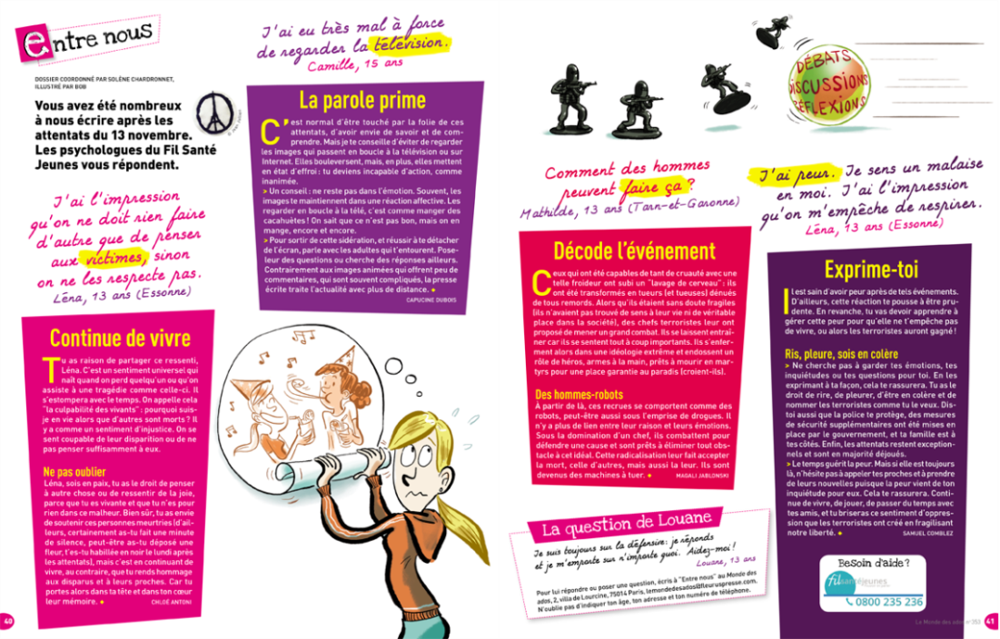 entre nous
DOSSIER COORDONNÉ PAR SOLÈNE CHARDRONNET,
ILLUSTRÉ PAR BOB
Vous avez été nombreux
à nous écrire après les
attentats du 13 novembre.
Les psychologues du Fil Santé
Jeunes vous répondent.
J'ai l'impression
qu'on ne doit rien faire
d'autre que de penser
aux victimes, sinon
on ne les respecte pas.
Léna, 13 ans (Essonne)
Continue de vivre
Tu as raison de partager ce ressenti,
Léna. C'est un sentiment universel qui
naît quand on perd quelqu'un ou qu'on
assiste à une tragédie comme celle-ci. Il
s'estompera avec le temps. On appelle cela
"la culpabilité des vivants" : pourquoi suis-
je en vie alors que d'autres sont morts ? Il
y a comme un sentiment d'injustice. On se
sent coupable de leur disparition ou de ne
pas penser suffisamment à eux.
Ne pas oublier
Léna, sois en paix, tu as le droit de penser
à autre chose ou de ressentir de la joie,
parce que tu es vivante et que tu n'es pour
rien dans ce malheur. Bien sûr, tu as envie
de soutenir ces personnes meurtries (d'ail-
leurs, certainement as-tu fait une minute
de silence, peut-être as-tu déposé une
fleur, t'es-tu habillée en noir le lundi après
les attentats), mais c'est en continuant de
vivre, au contraire, que tu rends hommage
aux disparus et à leurs proches. Car tu
portes alors dans ta tête et dans ton cœur
leur mémoire. CHLOÉ ANTONI
40
J'ai eu très mal à force
de regarder la télévision.
Camille, 15 ans
La parole prime
C'est normal d'être touché par la folie de ces
attentats, d'avoir envie de savoir et de com-
prendre. Mais je te conseille d'éviter de regarder
les images qui passent en boucle à la télévision ou sur
Internet. Elles bouleversent, mais, en plus, elles mettent
en état d'effroi : tu deviens incapable d'action, comme
inanimée.
> Un conseil : ne reste pas dans l'émotion. Souvent, les
images te maintiennent dans une réaction affective. Les
regarder en boucle à la télé, c'est comme manger des
cacahuètes ! On sait que ce n'est pas bon, mais on en
mange, encore et encore.
> Pour sortir de cette sidération, et réussir à te détacher
de l'écran, parle avec les adultes qui t'entourent. Pose-
leur des questions ou cherche des réponses ailleurs.
Contrairement aux images animées qui offrent peu de
commentaires, qui sont souvent compliqués, la presse
écrite traite l'actualité avec plus de distance.
CAPUCINE DUBOIS
DÉBATS
DISCUSSIONS
RÉFLEXIONS
Comment des hommes
peuvent faire ça ?
Mathilde, 13 ans (Tarn-et-Garonne)
Décode l'événement
Ceux qui ont été capables de tant de cruauté avec une
telle froideur ont subi un "lavage de cerveau" : ils
ont été transformés en tueurs (et tueuses) dénués
de tous remords. Alors qu'ils étaient sans doute fragiles
(ils n'avaient pas trouvé de sens à leur vie ni de véritable
place dans la société), des chefs terroristes leur ont
proposé de mener un grand combat. Ils se laissent entraî-
ner car ils se sentent tout à coup importants. Ils s'enfer-
ment alors dans une idéologie extrême et endossent un
rôle de héros, armes à la main, prêts à mourir en mar-
tyrs pour une place garantie au paradis (croient-ils).
Des hommes-robots
À partir de là, ces recrues se comportent comme des
robots, peut-être aussi sous l'emprise de drogues. Il
n'y a plus de lien entre leur raison et leurs émotions.
Sous la domination d'un chef, ils combattent pour
défendre une cause et sont prêts à éliminer tout obs-
tacle à cet idéal. Cette radicalisation leur fait accepter
la mort, celle d'autres, mais aussi la leur. Ils sont
devenus des machines à tuer. MAGALI JABLONSKI
La question de Louane
Je suis toujours sur la défensive : je réponds
et je m'emporte sur n'importe quoi. Aidez-moi !
Louane, 13 ans
Pour lui répondre ou poser une question, écris à "Entre nous" au Monde des
ados, 2, villa de Lourcine, 75014 Paris, lemondedesados@fleuruspresse.com.
N'oublie pas d'indiquer ton âge, ton adresse et ton numéro de téléphone.
J'ai peur. Je sens un malaise
en moi. J'ai l'impression
qu'on m'empêche de respirer.
Léna, 13 ans (Essonne)
Exprime-toi
Il est sain d'avoir peur après de tels événements.
D'ailleurs, cette réaction te pousse à être pru-
dente. En revanche, tu vas devoir apprendre à
gérer cette peur pour qu'elle ne t'empêche pas
de vivre, ou alors les terroristes auront gagné !
Ris, pleure, sois en colère
> Ne cherche pas à garder tes émotions, tes
inquiétudes ou tes questions pour toi. En les
exprimant à ta façon, cela te rassurera. Tu as le
droit de rire, de pleurer, d'être en colère et de
nommer les terroristes comme tu le veux. Dis-
toi aussi que la police te protège, des mesures
de sécurité supplémentaires ont été mises en
place par le gouvernement, et ta famille est à
tes côtés. Enfin, les attentats restent exception-
nels et sont en majorité déjoués.
> Le temps guérit la peur. Mais si elle est toujours
là, n'hésite pas à appeler tes proches et à prendre
de leurs nouvelles puisque la peur vient de ton
inquiétude pour eux. Cela te rassurera. Conti-
nue de vivre, de jouer, de passer du temps avec
tes amis, et tu briseras ce sentiment d'oppres-
sion que les terroristes ont créé en fragilisant
notre liberté. SAMUEL COMBLEZ
Besoin d'aide ?
filsantéjeunes
0800 235 236
Le Monde des ados n° 353 41